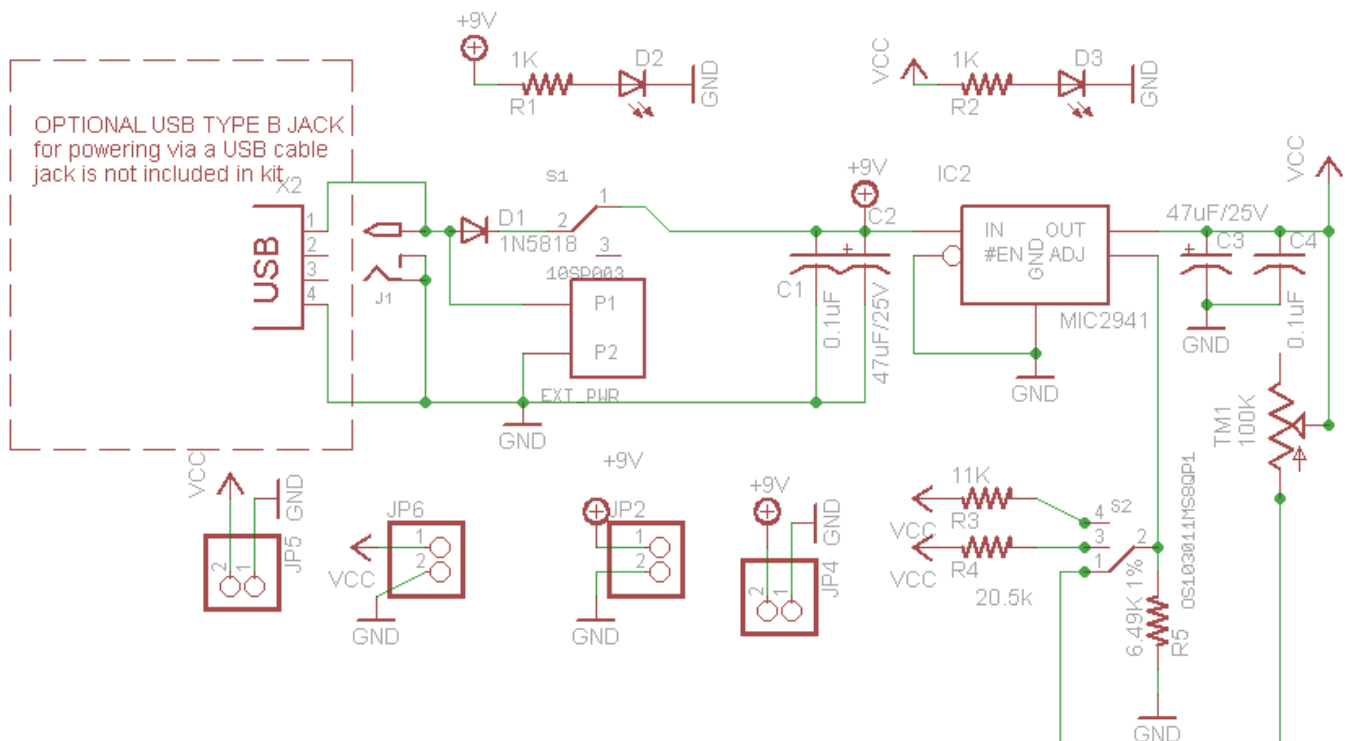 +9V
1K
R1
D2
GND
VCC
1K
R2
D3
GND
OPTIONAL USB TYPE B JACK
for powering via a USB cable
jack is not included in kit
X2
USB
1
2
3
4
J1
D1
1N5818
S1
1
2
3
10SP003
P1
P2
EXT_PWR
GND
+9V
C2
C1
0.1uF
47uF/25V
IC2
IN
OUT
#EN
GND
ADJ
MIC2941
GND
VCC
47uF/25V
C3
C4
GND
0.1uF
TM1
100K
VCC
GND
2
1
JP5
JP6
1
2
VCC
GND
+9V
JP2
1
2
GND
+9V
GND
2
1
JP4
11K
VCC
R3
VCC
R4
20.5k
S2
4
3
2
1
OS103011MS8QP1
6.49K 1%
R5
GND